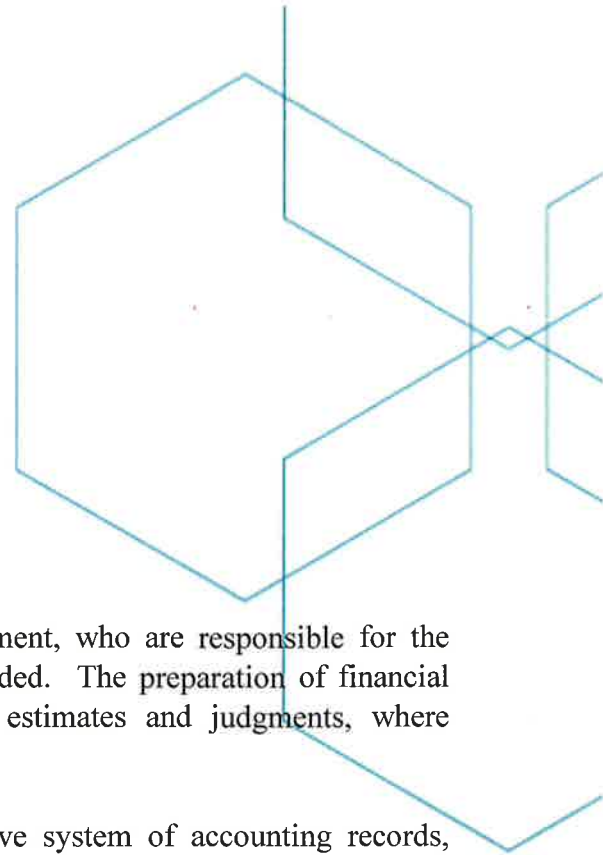 ment, who are responsible for the
ded. The preparation of financial
estimates and judgments, where
ve system of accounting records,